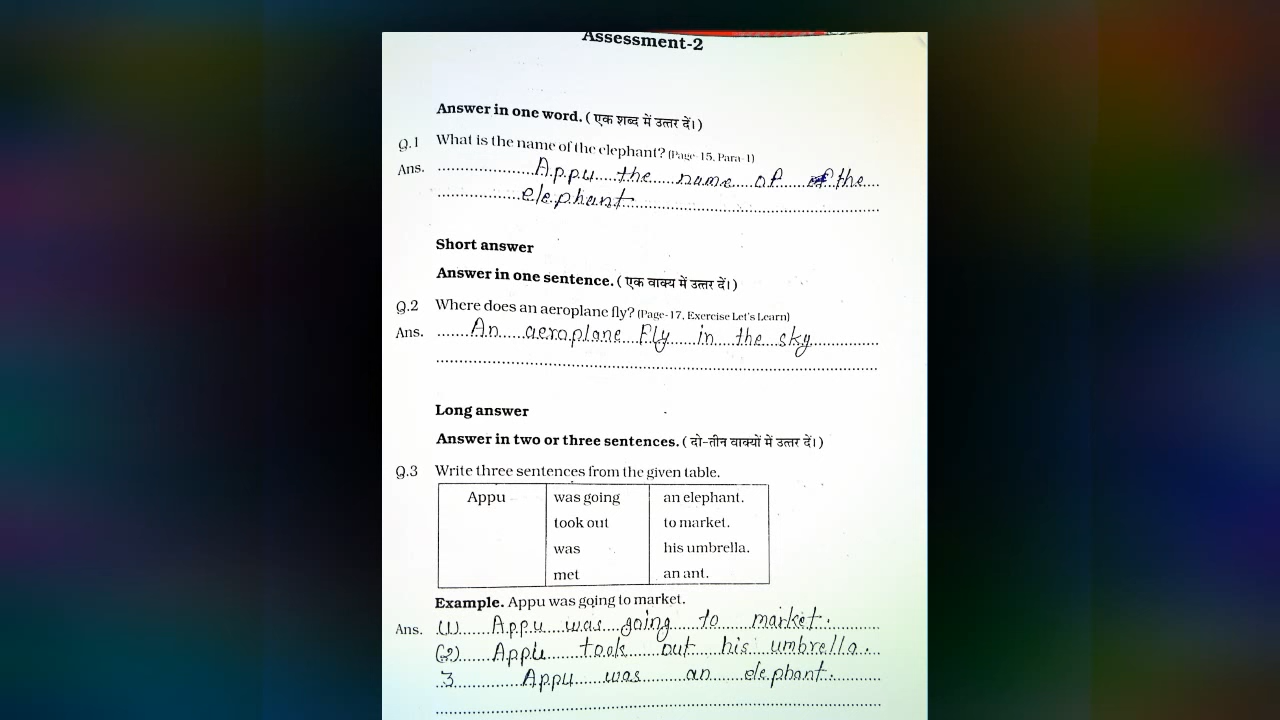 Assessment-2
Answer in one word. ( एक शब्द में उत्तर दें। )
Q.1 What is the name of the elephant? (Page-15, Para-1)
Ans. Appu the name of the
elephant
Short answer
Answer in one sentence. ( एक वाक्य में उत्तर दें। )
Q.2 Where does an aeroplane fly? (Page-17, Exercise Let's Learn)
Ans. An aeroplane Fly in the sky
Long answer
Answer in two or three sentences. ( दो-तीन वाक्यों में उत्तर दें। )
Q.3 Write three sentences from the given table.
Appu was going an elephant.
took out to market.
was his umbrella.
met an ant.
Example. Appu was going to market.
Ans. (1) Appu was going to market.
(2) Appu took out his umbrella.
3 Appu was an elephant.